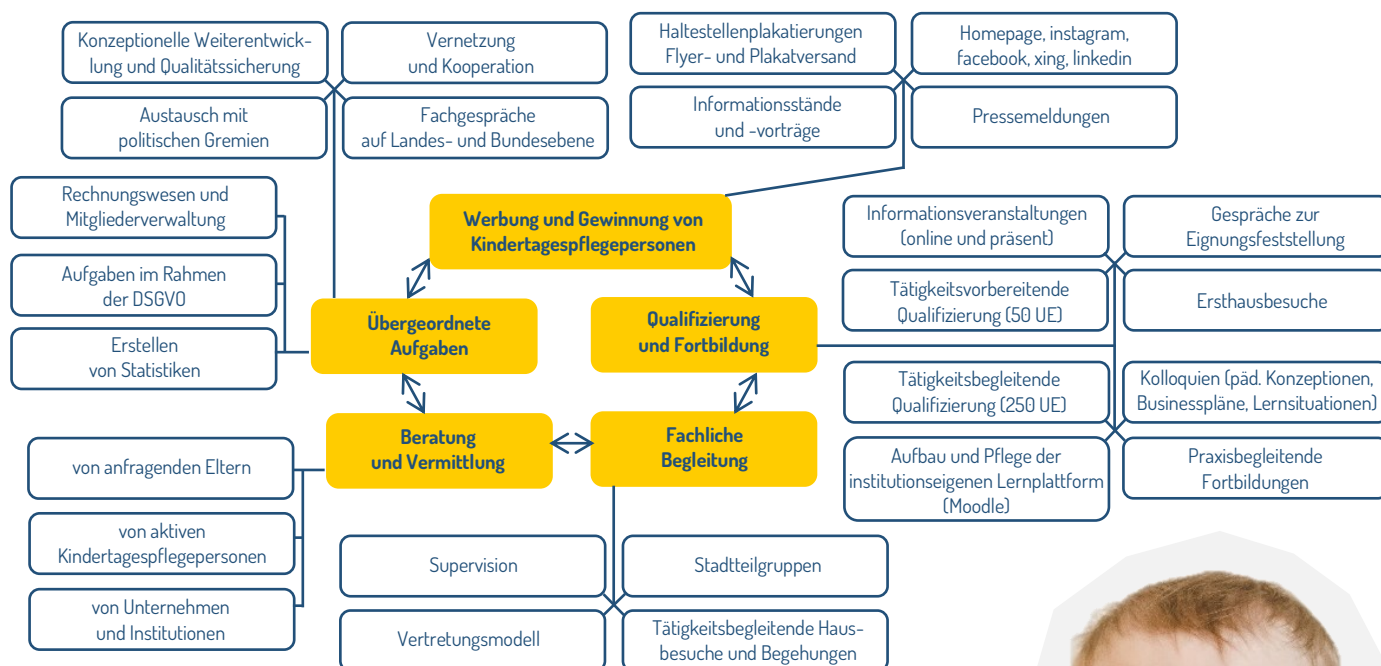 Konzeptionelle Weiterentwick-
lung und Qualitätssicherung
Vernetzung
und Kooperation
Austausch mit
politischen Gremien
Fachgespräche
auf Landes- und Bundesebene
Haltestellenplakatierungen
Flyer- und Plakatversand
Homepage, instagram,
facebook, xing, linkedin
Informationsstände
und -vorträge
Pressemeldungen
Rechnungswesen und
Mitgliederverwaltung
Aufgaben im Rahmen
der DSGVO
Erstellen
von Statistiken
Werbung und Gewinnung von
Kindertagespflegepersonen
Übergeordnete
Aufgaben
Qualifizierung
und Fortbildung
Beratung
und Vermittlung
Fachliche
Begleitung
Informationsveranstaltungen
(online und präsent)
Gespräche zur
Eignungsfeststellung
Tätigkeitsvorbereitende
Qualifizierung (50 UE)
Ersthausbesuche
Tätigkeitsbegleitende
Qualifizierung (250 UE)
Kolloquien (päd. Konzeptionen,
Businesspläne, Lernsituationen)
Aufbau und Pflege der
institutionseigenen Lernplattform
(Moodle)
Praxisbegleitende
Fortbildungen
von anfragenden Eltern
von aktiven
Kindertagespflegepersonen
von Unternehmen
und Institutionen
Supervision
Stadtteilgruppen
Vertretungsmodell
Tätigkeitsbegleitende Haus-
besuche und Begehungen